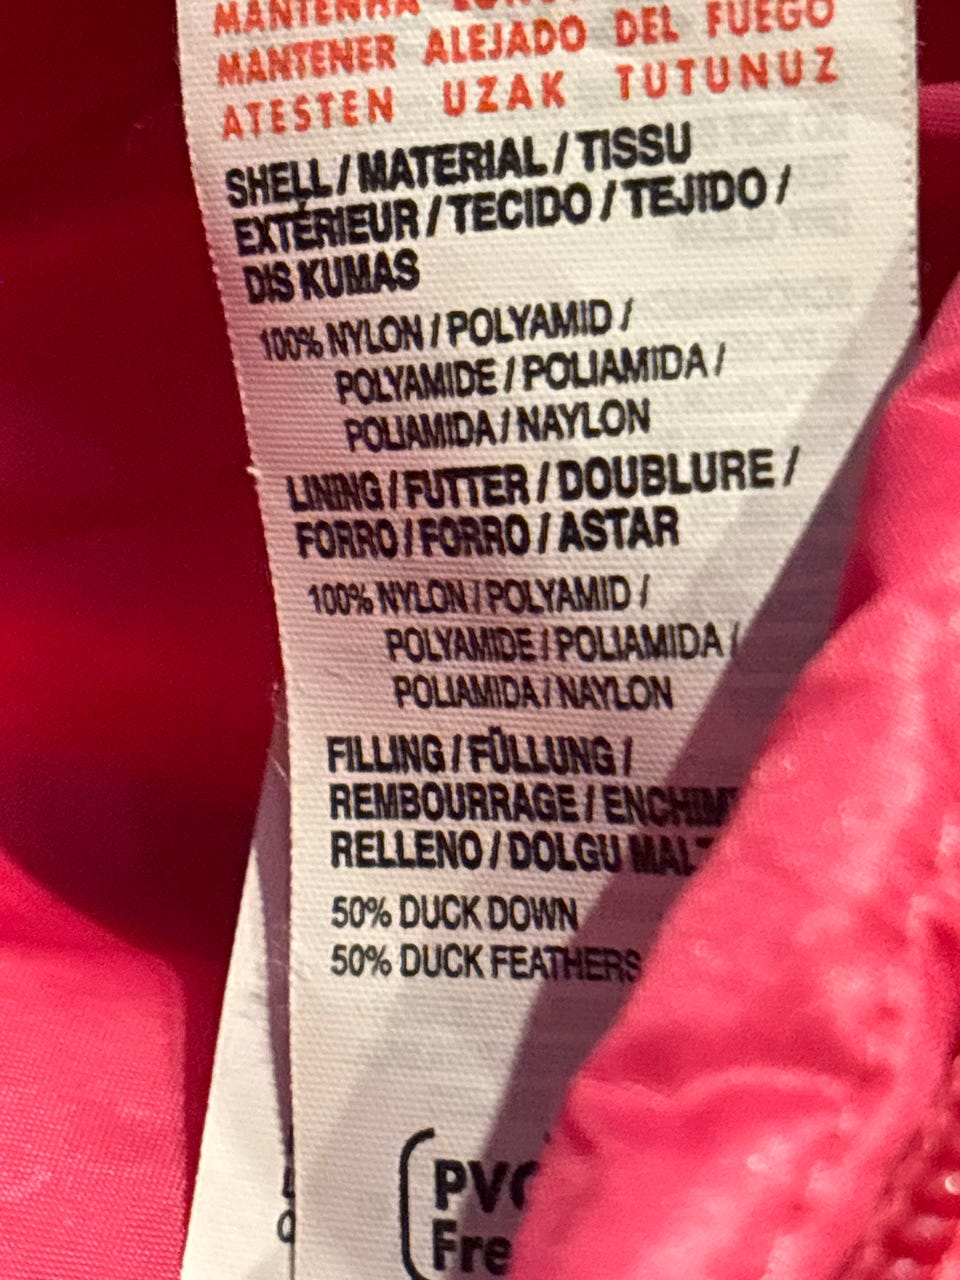 MANTENHA
MANTENER ALEJADO DEL FUEGO
ATESTEN UZAK TUTUNUZ
SHELL / MATERIAL / TISSU
EXTÉRIEUR / TECIDO / TEJIDO /
DIS KUMAS
100% NYLON / POLYAMID /
POLYAMIDE / POLIAMIDA /
POLIAMIDA / NAYLON
LINING / FUTTER / DOUBLURE /
FORRO / FORRO / ASTAR
100% NYLON / POLYAMID /
POLYAMIDE / POLIAMIDA /
POLIAMIDA / NAYLON
FILLING / FÜLLUNG /
REMBOURRAGE /
RELLENO / DOLGU
50% DUCK DOWN
50% DUCK FEATHERS